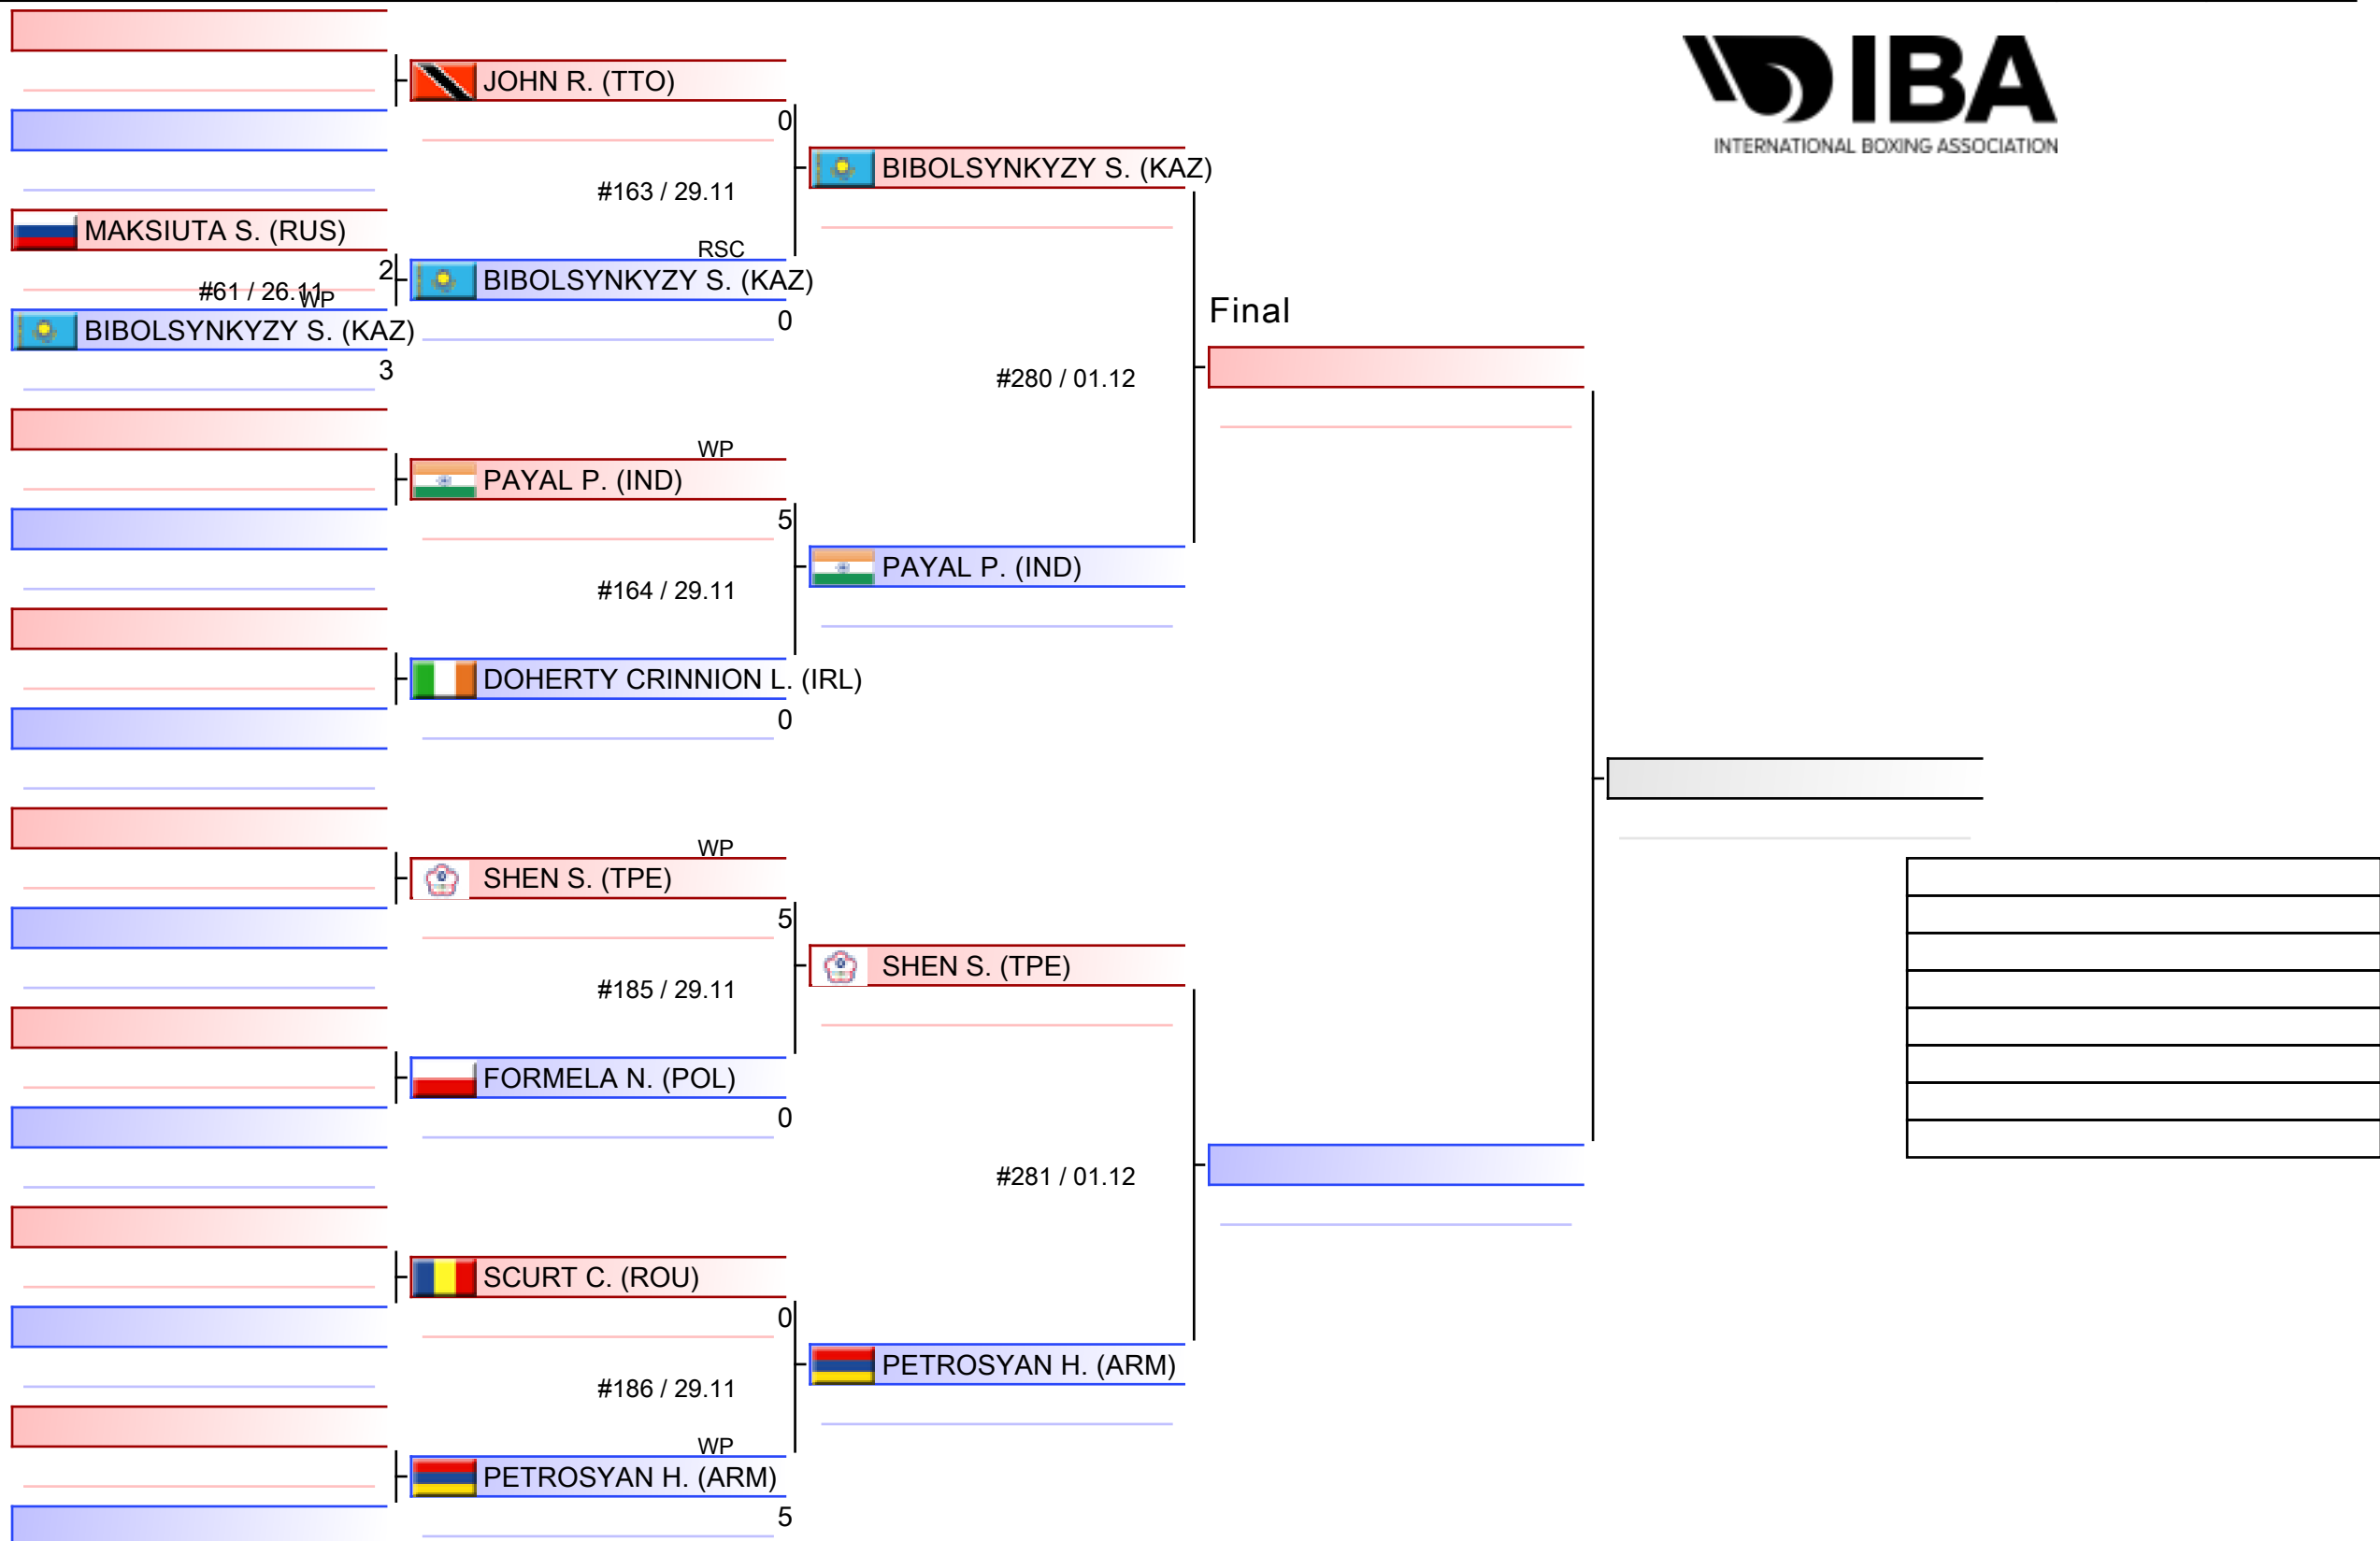 IBA
INTERNATIONAL BOXING ASSOCIATION
JOHN R. (TTO)
0
BIBOLSYNKYZY S. (KAZ)
#163 / 29.11
MAKSIUTA S. (RUS)
2
RSC
BIBOLSYNKYZY S. (KAZ)
0
#61 / 26.11
WP
BIBOLSYNKYZY S. (KAZ)
3
Final
#280 / 01.12
WP
PAYAL P. (IND)
5
PAYAL P. (IND)
#164 / 29.11
DOHERTY CRINNION L. (IRL)
0
WP
SHEN S. (TPE)
5
SHEN S. (TPE)
#185 / 29.11
FORMELA N. (POL)
0
#281 / 01.12
SCURT C. (ROU)
0
PETROSYAN H. (ARM)
#186 / 29.11
WP
PETROSYAN H. (ARM)
5